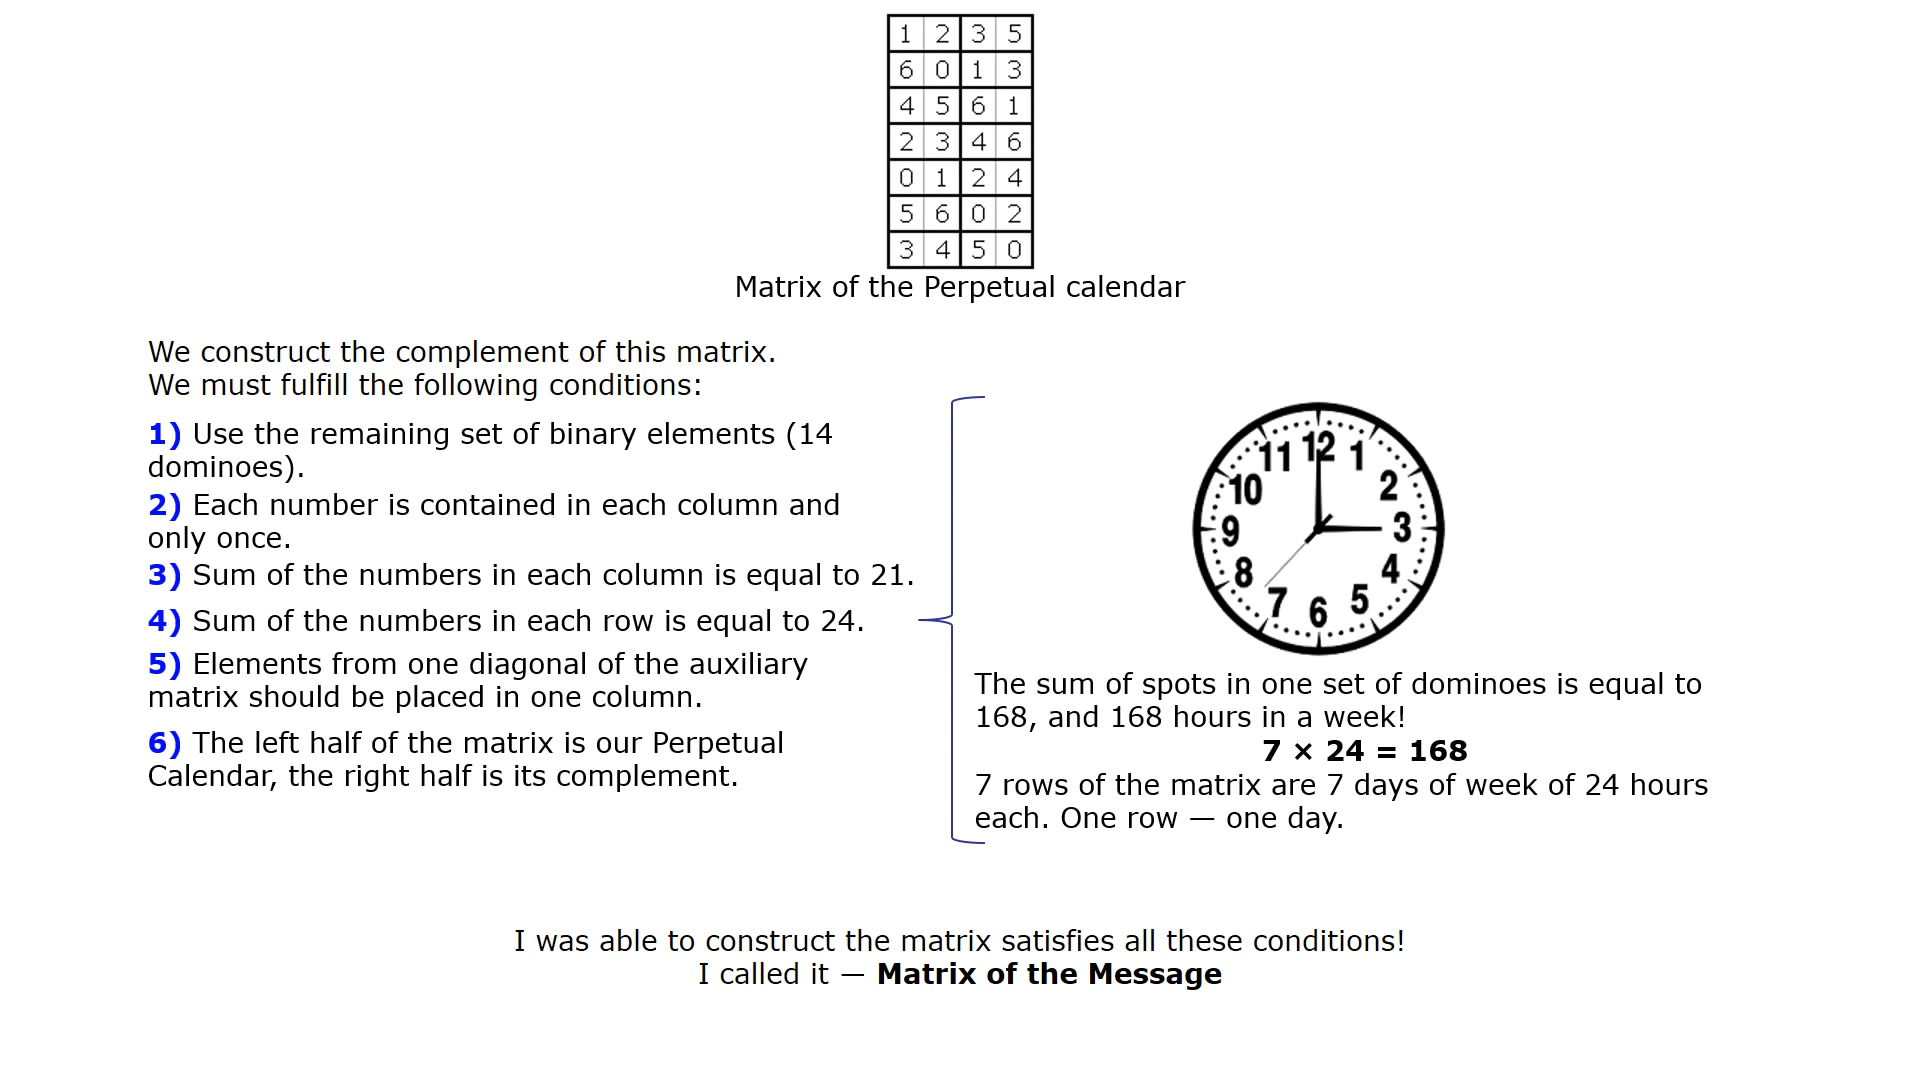 1 2 3 5
6 0 1 3
4 5 6 1
2 3 4 6
0 1 2 4
5 6 0 2
3 4 5 0
Matrix of the Perpetual calendar
We construct the complement of this matrix.
We must fulfill the following conditions:
1) Use the remaining set of binary elements (14
dominoes).
2) Each number is contained in each column and
only once.
3) Sum of the numbers in each column is equal to 21.
4) Sum of the numbers in each row is equal to 24.
5) Elements from one diagonal of the auxiliary
matrix should be placed in one column.
6) The left half of the matrix is our Perpetual
Calendar, the right half is its complement.
11 12 1
10 2
9 3
8 4
7 6 5
The sum of spots in one set of dominoes is equal to
168, and 168 hours in a week!
7 × 24 = 168
7 rows of the matrix are 7 days of week of 24 hours
each. One row — one day.
I was able to construct the matrix satisfies all these conditions!
I called it — Matrix of the Message